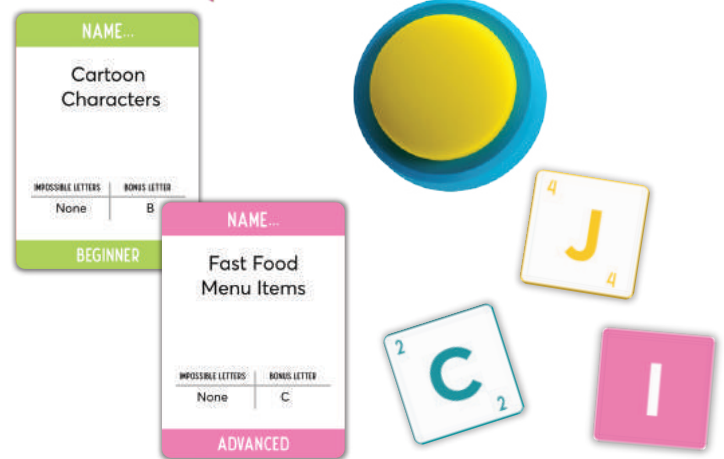 NAME...
Cartoon
Characters
IMPOSSIBLE LETTERS
BONUS LETTER
None
B
BEGINNER
NAME...
Fast Food
Menu Items
IMPOSSIBLE LETTERS
BONUS LETTER
None
C
ADVANCED
4
J
4
2
C
2
I